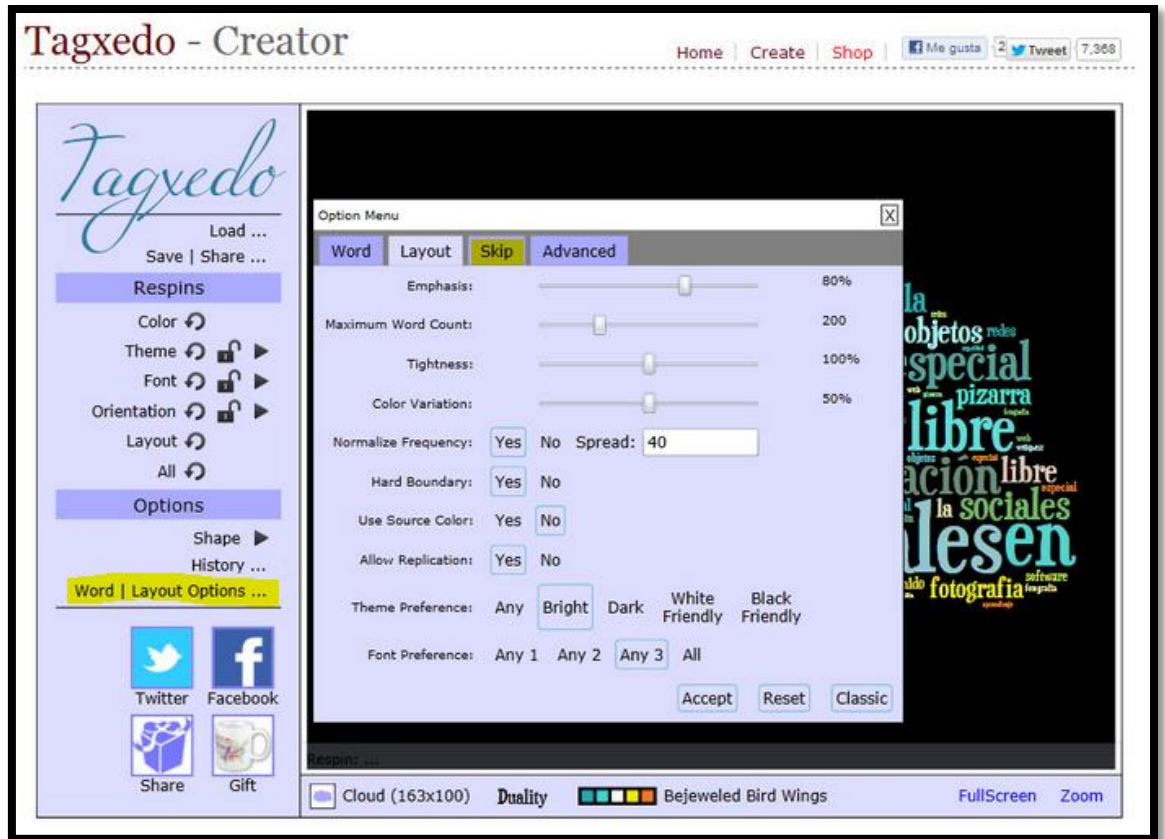 Tagxedo - Creator
Home | Create | Shop | Me gusta 2 Tweet 7,368
Tagxedo
Load ...
Save | Share ...
Respins
Color
Theme
Font
Orientation
Layout
All
Options
Shape
History ...
Word | Layout Options ...
Twitter Facebook
Share Gift
Option Menu X
Word Layout Skip Advanced
Emphasis: 80%
Maximum Word Count: 200
Tightness: 100%
Color Variation: 50%
Normalize Frequency: Yes No Spread: 40
Hard Boundary: Yes No
Use Source Color: Yes No
Allow Replication: Yes No
Theme Preference: Any Bright Dark White Friendly Black Friendly
Font Preference: Any 1 Any 2 Any 3 All
Accept Reset Classic
la
objetos redes
especial
pizarra
libre
libre
especial
la sociales
en
software
fotografia
Respin: ...
Cloud (163x100) Duality Bejeweled Bird Wings FullScreen Zoom